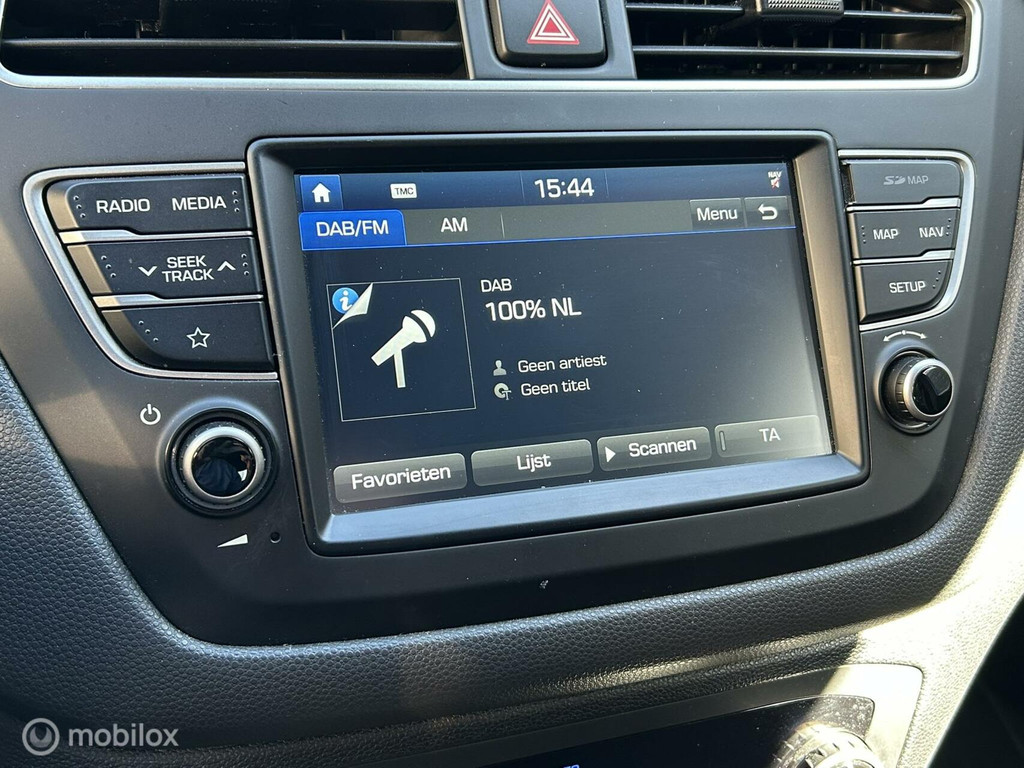 RADIO MEDIA
SEEK
TRACK
TMC
15:44
NAV
DAB/FM
AM
Menu
DAB
100% NL
i
Geen artiest
Geen titel
Favorieten
Lijst
Scannen
TA
SD MAP
MAP NAV
SETUP
mobilox